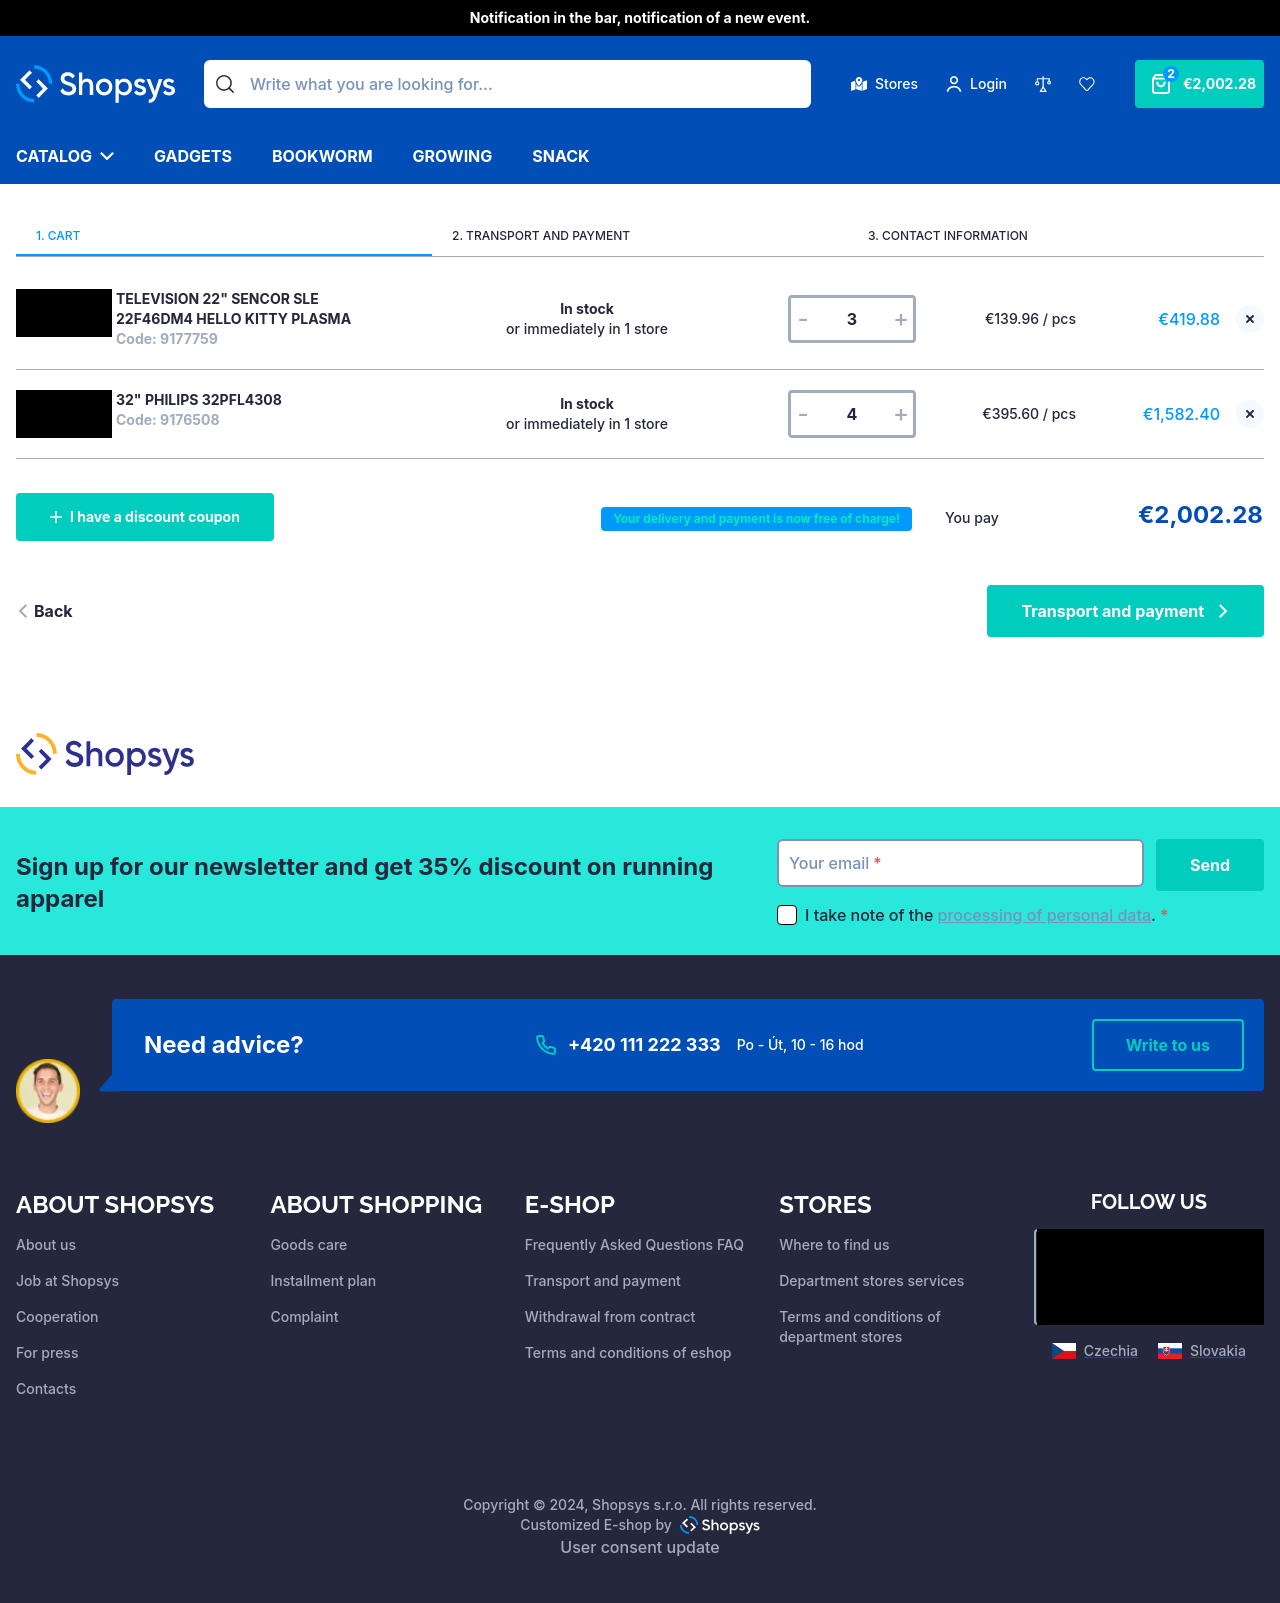 Notification in the bar, notification of a new event.
Shopsys
Write what you are looking for...
Stores
Login
2
€2,002.28
CATALOG
GADGETS
BOOKWORM
GROWING
SNACK
1. CART
2. TRANSPORT AND PAYMENT
3. CONTACT INFORMATION
TELEVISION 22" SENCOR SLE
22F46DM4 HELLO KITTY PLASMA
Code: 9177759
In stock
or immediately in 1 store
- 3 +
€139.96 / pcs
€419.88
32" PHILIPS 32PFL4308
Code: 9176508
In stock
or immediately in 1 store
- 4 +
€395.60 / pcs
€1,582.40
I have a discount coupon
Your delivery and payment is now free of charge!
You pay
€2,002.28
Back
Transport and payment
Shopsys
Sign up for our newsletter and get 35% discount on running
apparel
Your email *
Send
I take note of the processing of personal data. *
Need advice?
+420 111 222 333
Po - Út, 10 - 16 hod
Write to us
ABOUT SHOPSYS
About us
Job at Shopsys
Cooperation
For press
Contacts
ABOUT SHOPPING
Goods care
Installment plan
Complaint
E-SHOP
Frequently Asked Questions FAQ
Transport and payment
Withdrawal from contract
Terms and conditions of eshop
STORES
Where to find us
Department stores services
Terms and conditions of
department stores
FOLLOW US
Czechia
Slovakia
Copyright © 2024, Shopsys s.r.o. All rights reserved.
Customized E-shop by Shopsys
User consent update